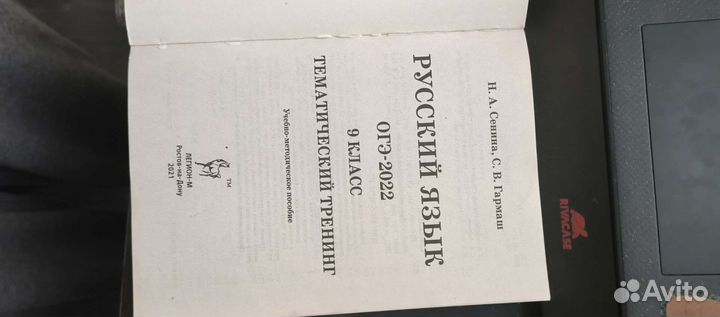 Н. А. Сенина, С. В. Гармаш
РУССКИЙ ЯЗЫК
ОГЭ-2022
9 КЛАСС
ТЕМАТИЧЕСКИЙ ТРЕНИНГ
Учебно-методическое пособие
TM
ЛЕГИОН-М
Ростов-на-Дону
2021
RIVACASE
Avito